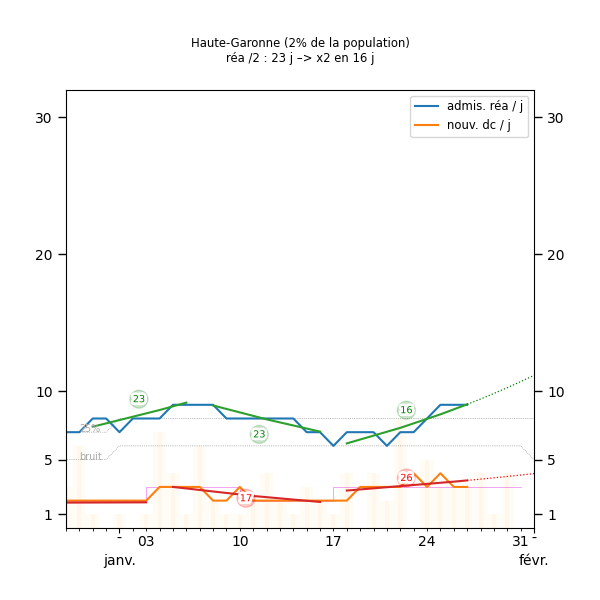 Haute-Garonne (2% de la population)
réa /2 : 23 j –> x2 en 16 j
admis. réa / j
nouv. dc / j
30 30
20 20
10 10
5 5
1 1
23
23
16
26
17
25%
bruit
03 10 17 24 31
janv. févr.